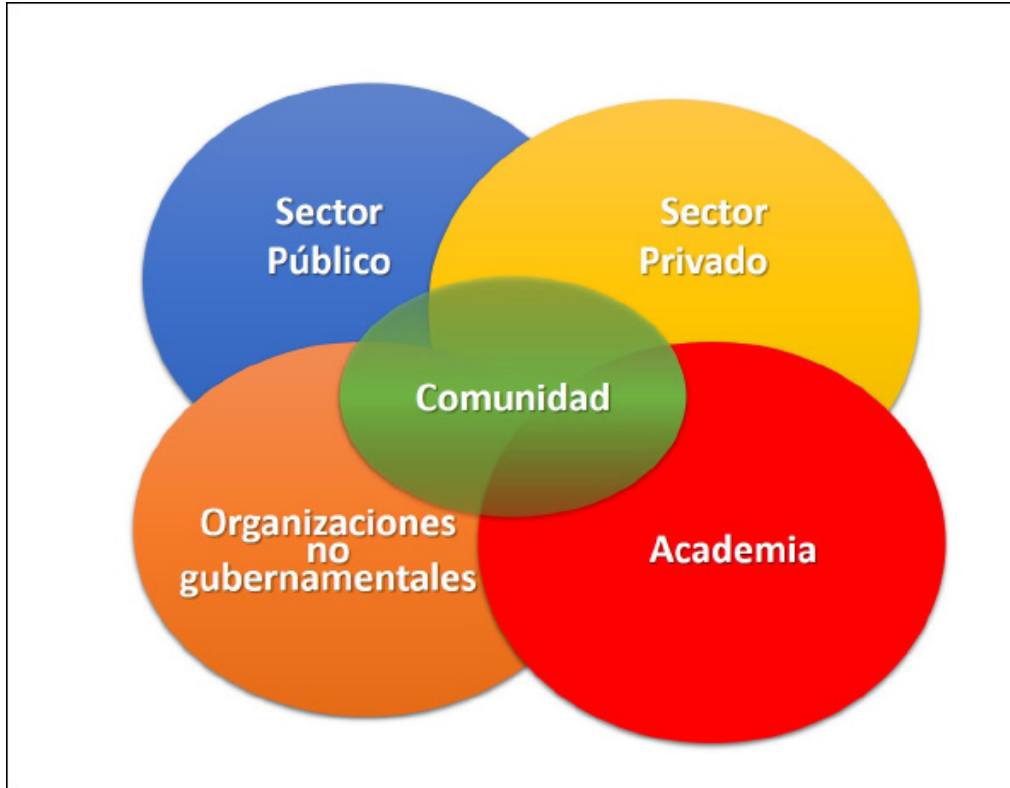 Sector
Público
Sector
Privado
Comunidad
Organizaciones
no
gubernamentales
Academia